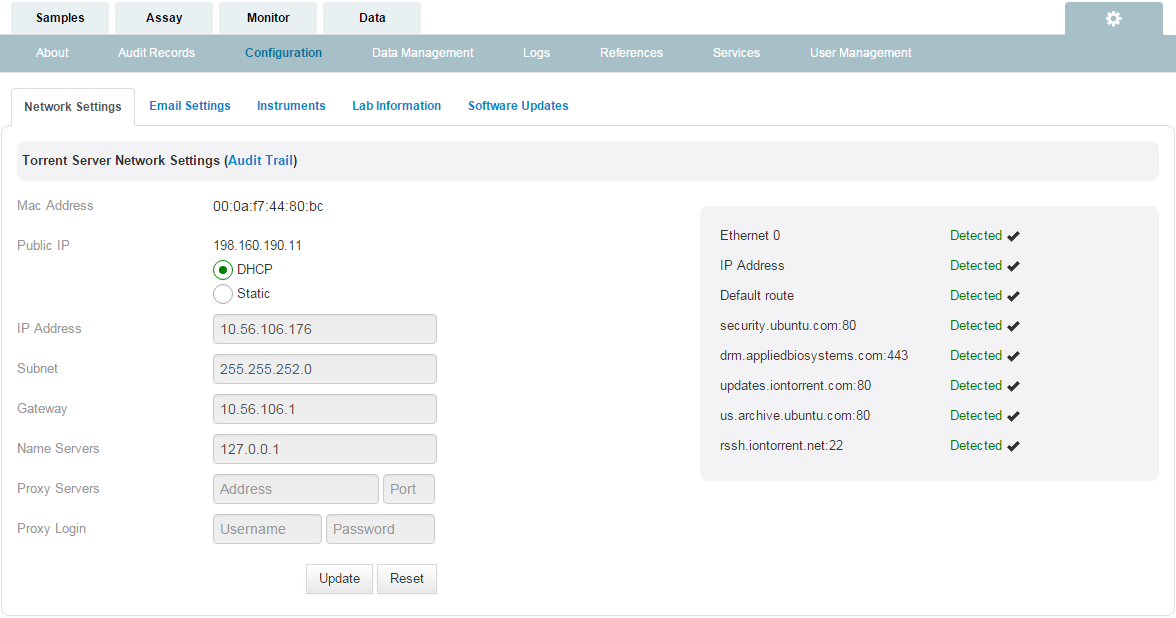 Samples Assay Monitor Data
About Audit Records Configuration Data Management Logs References Services User Management
Network Settings Email Settings Instruments Lab Information Software Updates
Torrent Server Network Settings (Audit Trail)
Mac Address 00:0a:f7:44:80:bc
Public IP 198.160.190.11
DHCP
Static
IP Address 10.56.106.176
Subnet 255.255.252.0
Gateway 10.56.106.1
Name Servers 127.0.0.1
Proxy Servers Address Port
Proxy Login Username Password
Update Reset
Ethernet 0 Detected
IP Address Detected
Default route Detected
security.ubuntu.com:80 Detected
drm.appliedbiosystems.com:443 Detected
updates.iontorrent.com:80 Detected
us.archive.ubuntu.com:80 Detected
rssh.iontorrent.net:22 Detected